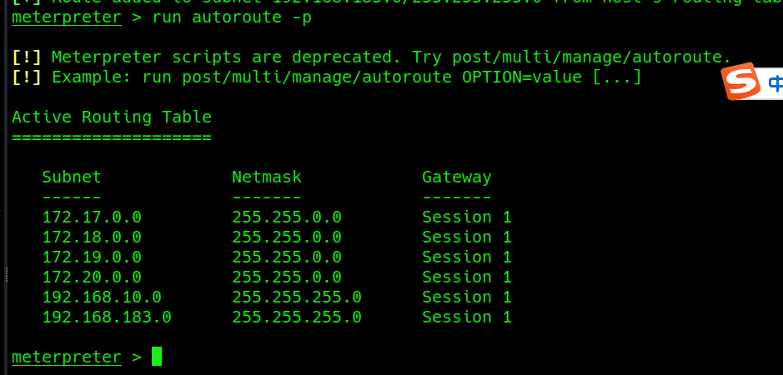 meterpreter > run autoroute -p
[!] Meterpreter scripts are deprecated. Try post/multi/manage/autoroute.
[!] Example: run post/multi/manage/autoroute OPTION=value [...]
Active Routing Table
====================
Subnet Netmask Gateway
------ ------- -------
172.17.0.0 255.255.0.0 Session 1
172.18.0.0 255.255.0.0 Session 1
172.19.0.0 255.255.0.0 Session 1
172.20.0.0 255.255.0.0 Session 1
192.168.10.0 255.255.255.0 Session 1
192.168.183.0 255.255.255.0 Session 1
meterpreter >